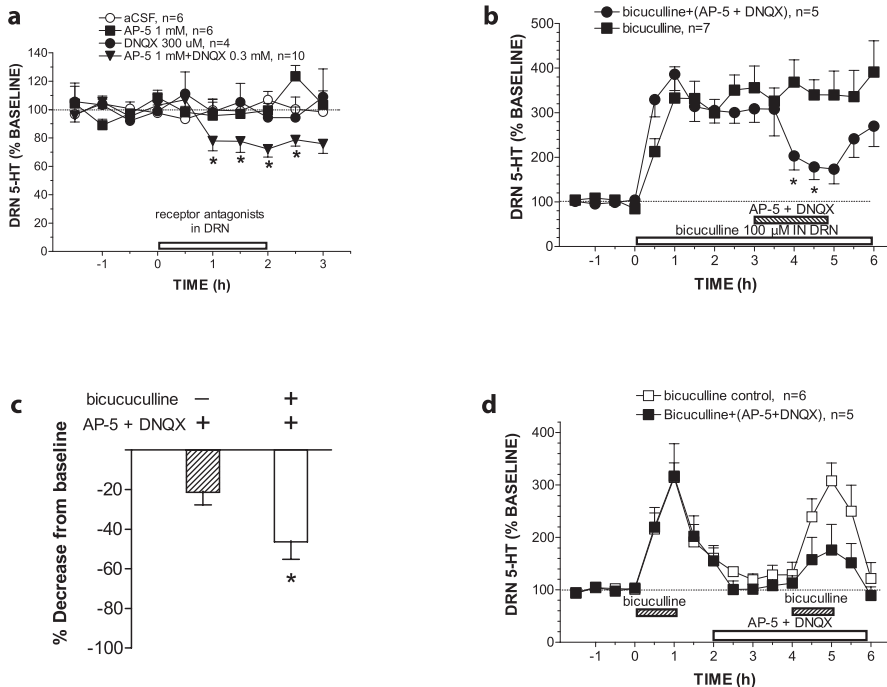 a
aCSF, n=6
AP-5 1 mM, n=6
DNQX 300 uM, n=4
AP-5 1 mM+DNQX 0.3 mM, n=10
DRN 5-HT (% BASELINE)
140
120
100
80
60
40
20
0
* * * *
receptor antagonists
in DRN
-1 0 1 2 3
TIME (h)
b
bicuculline+(AP-5 + DNQX), n=5
bicuculline, n=7
DRN 5-HT (% BASELINE)
500
400
300
200
100
0
* *
AP-5 + DNQX
bicuculline 100 µM IN DRN
-1 0 1 2 3 4 5 6
TIME (h)
c
bicucuculline − +
AP-5 + DNQX + +
% Decrease from baseline
-20
-40
-60
-80
-100
*
d
bicuculline control, n=6
Bicuculline+(AP-5+DNQX), n=5
DRN 5-HT (% BASELINE)
400
300
200
100
0
bicuculline bicuculline
AP-5 + DNQX
-1 0 1 2 3 4 5 6
TIME (h)